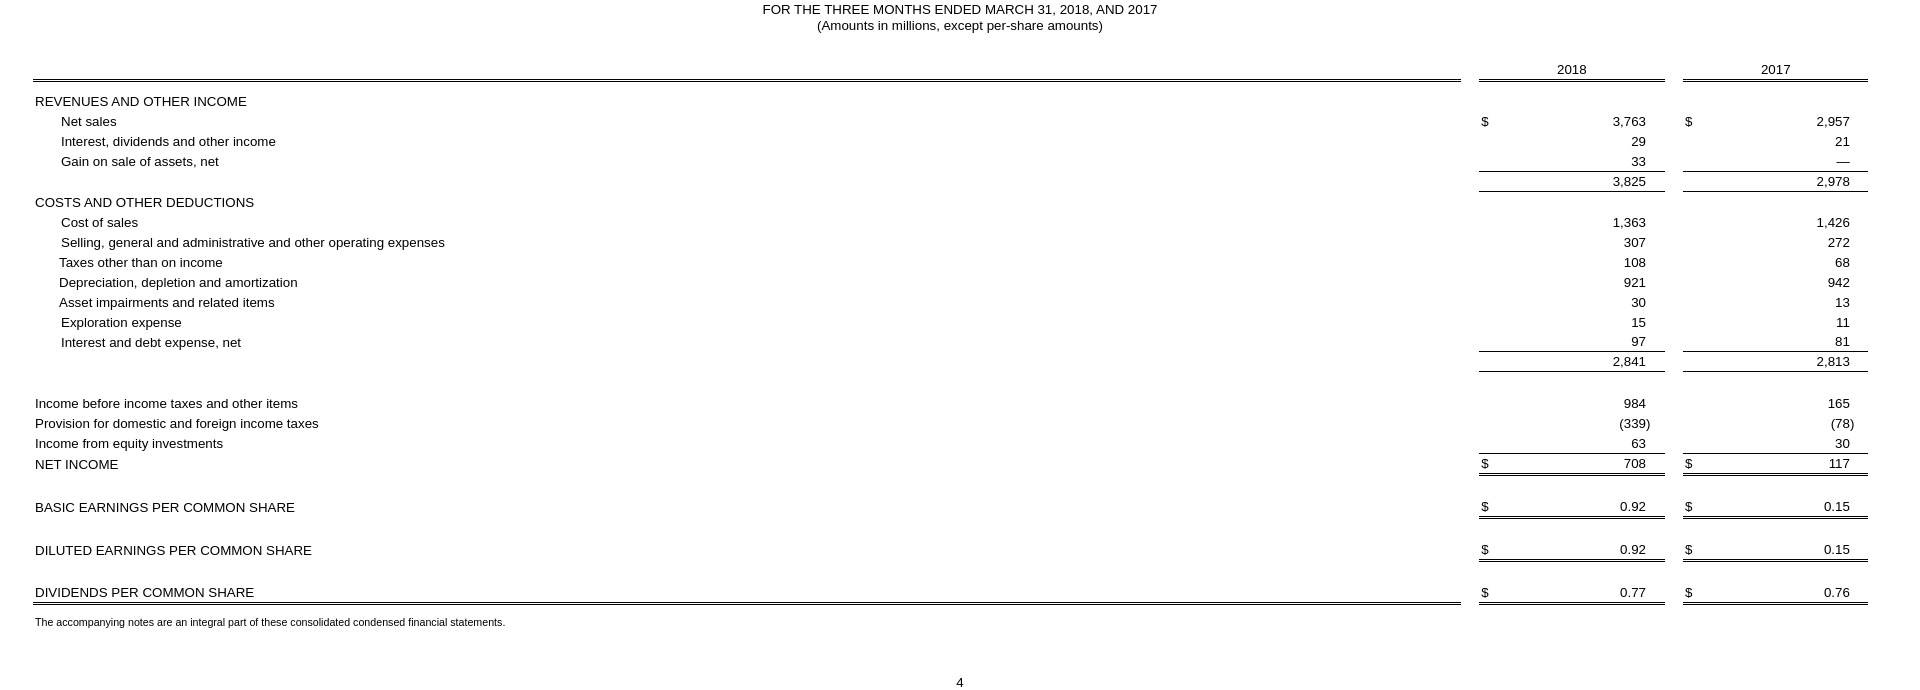 FOR THE THREE MONTHS ENDED MARCH 31, 2018, AND 2017
(Amounts in millions, except per-share amounts)
2018 2017
REVENUES AND OTHER INCOME
Net sales $ 3,763 $ 2,957
Interest, dividends and other income 29 21
Gain on sale of assets, net 33 —
3,825 2,978
COSTS AND OTHER DEDUCTIONS
Cost of sales 1,363 1,426
Selling, general and administrative and other operating expenses 307 272
Taxes other than on income 108 68
Depreciation, depletion and amortization 921 942
Asset impairments and related items 30 13
Exploration expense 15 11
Interest and debt expense, net 97 81
2,841 2,813
Income before income taxes and other items 984 165
Provision for domestic and foreign income taxes (339) (78)
Income from equity investments 63 30
NET INCOME $ 708 $ 117
BASIC EARNINGS PER COMMON SHARE $ 0.92 $ 0.15
DILUTED EARNINGS PER COMMON SHARE $ 0.92 $ 0.15
DIVIDENDS PER COMMON SHARE $ 0.77 $ 0.76
The accompanying notes are an integral part of these consolidated condensed financial statements.
4